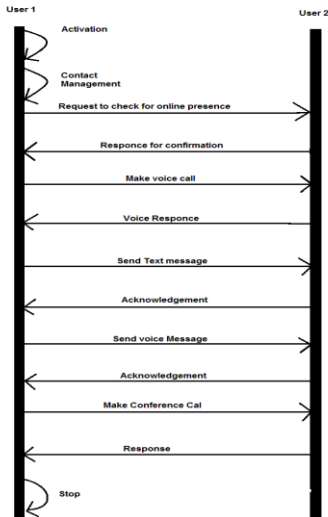 User 1
User 2
Activation
Contact
Management
Request to check for online presence
Responce for confirmation
Make voice call
Voice Responce
Send Text message
Acknowledgement
Send voice Message
Acknowledgement
Make Conference Cal
Response
Stop